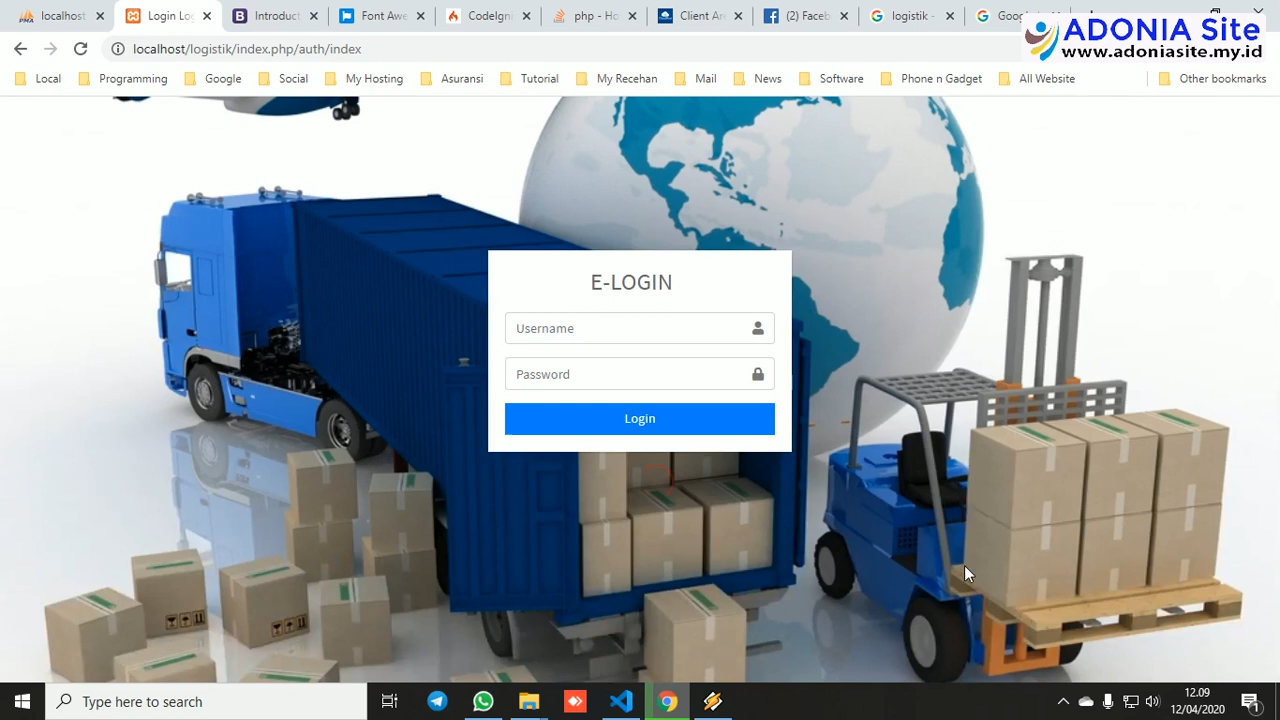 localhost
Login Lo
Introduct
Font Awe
CodeIgni
php - Ho
Client Are
(2) Faceb
logistik -
Google
ADONIA Site
www.adoniasite.my.id
localhost/logistik/index.php/auth/index
Local
Programming
Google
Social
My Hosting
Asuransi
Tutorial
My Recehan
Mail
News
Software
Phone n Gadget
All Website
Other bookmarks
E-LOGIN
Username
Password
Login
Type here to search
12.09
12/04/2020
1